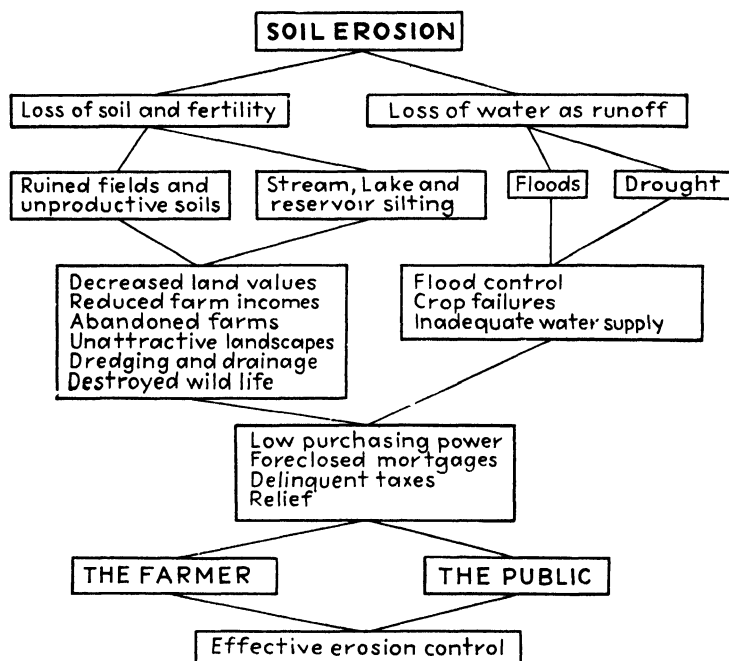 SOIL EROSION
Loss of soil and fertility
Loss of water as runoff
Ruined fields and
unproductive soils
Stream, Lake and
reservoir silting
Floods
Drought
Decreased land values
Reduced farm incomes
Abandoned farms
Unattractive landscapes
Dredging and drainage
Destroyed wild life
Flood control
Crop failures
Inadequate water supply
Low purchasing power
Foreclosed mortgages
Delinquent taxes
Relief
THE FARMER
THE PUBLIC
Effective erosion control